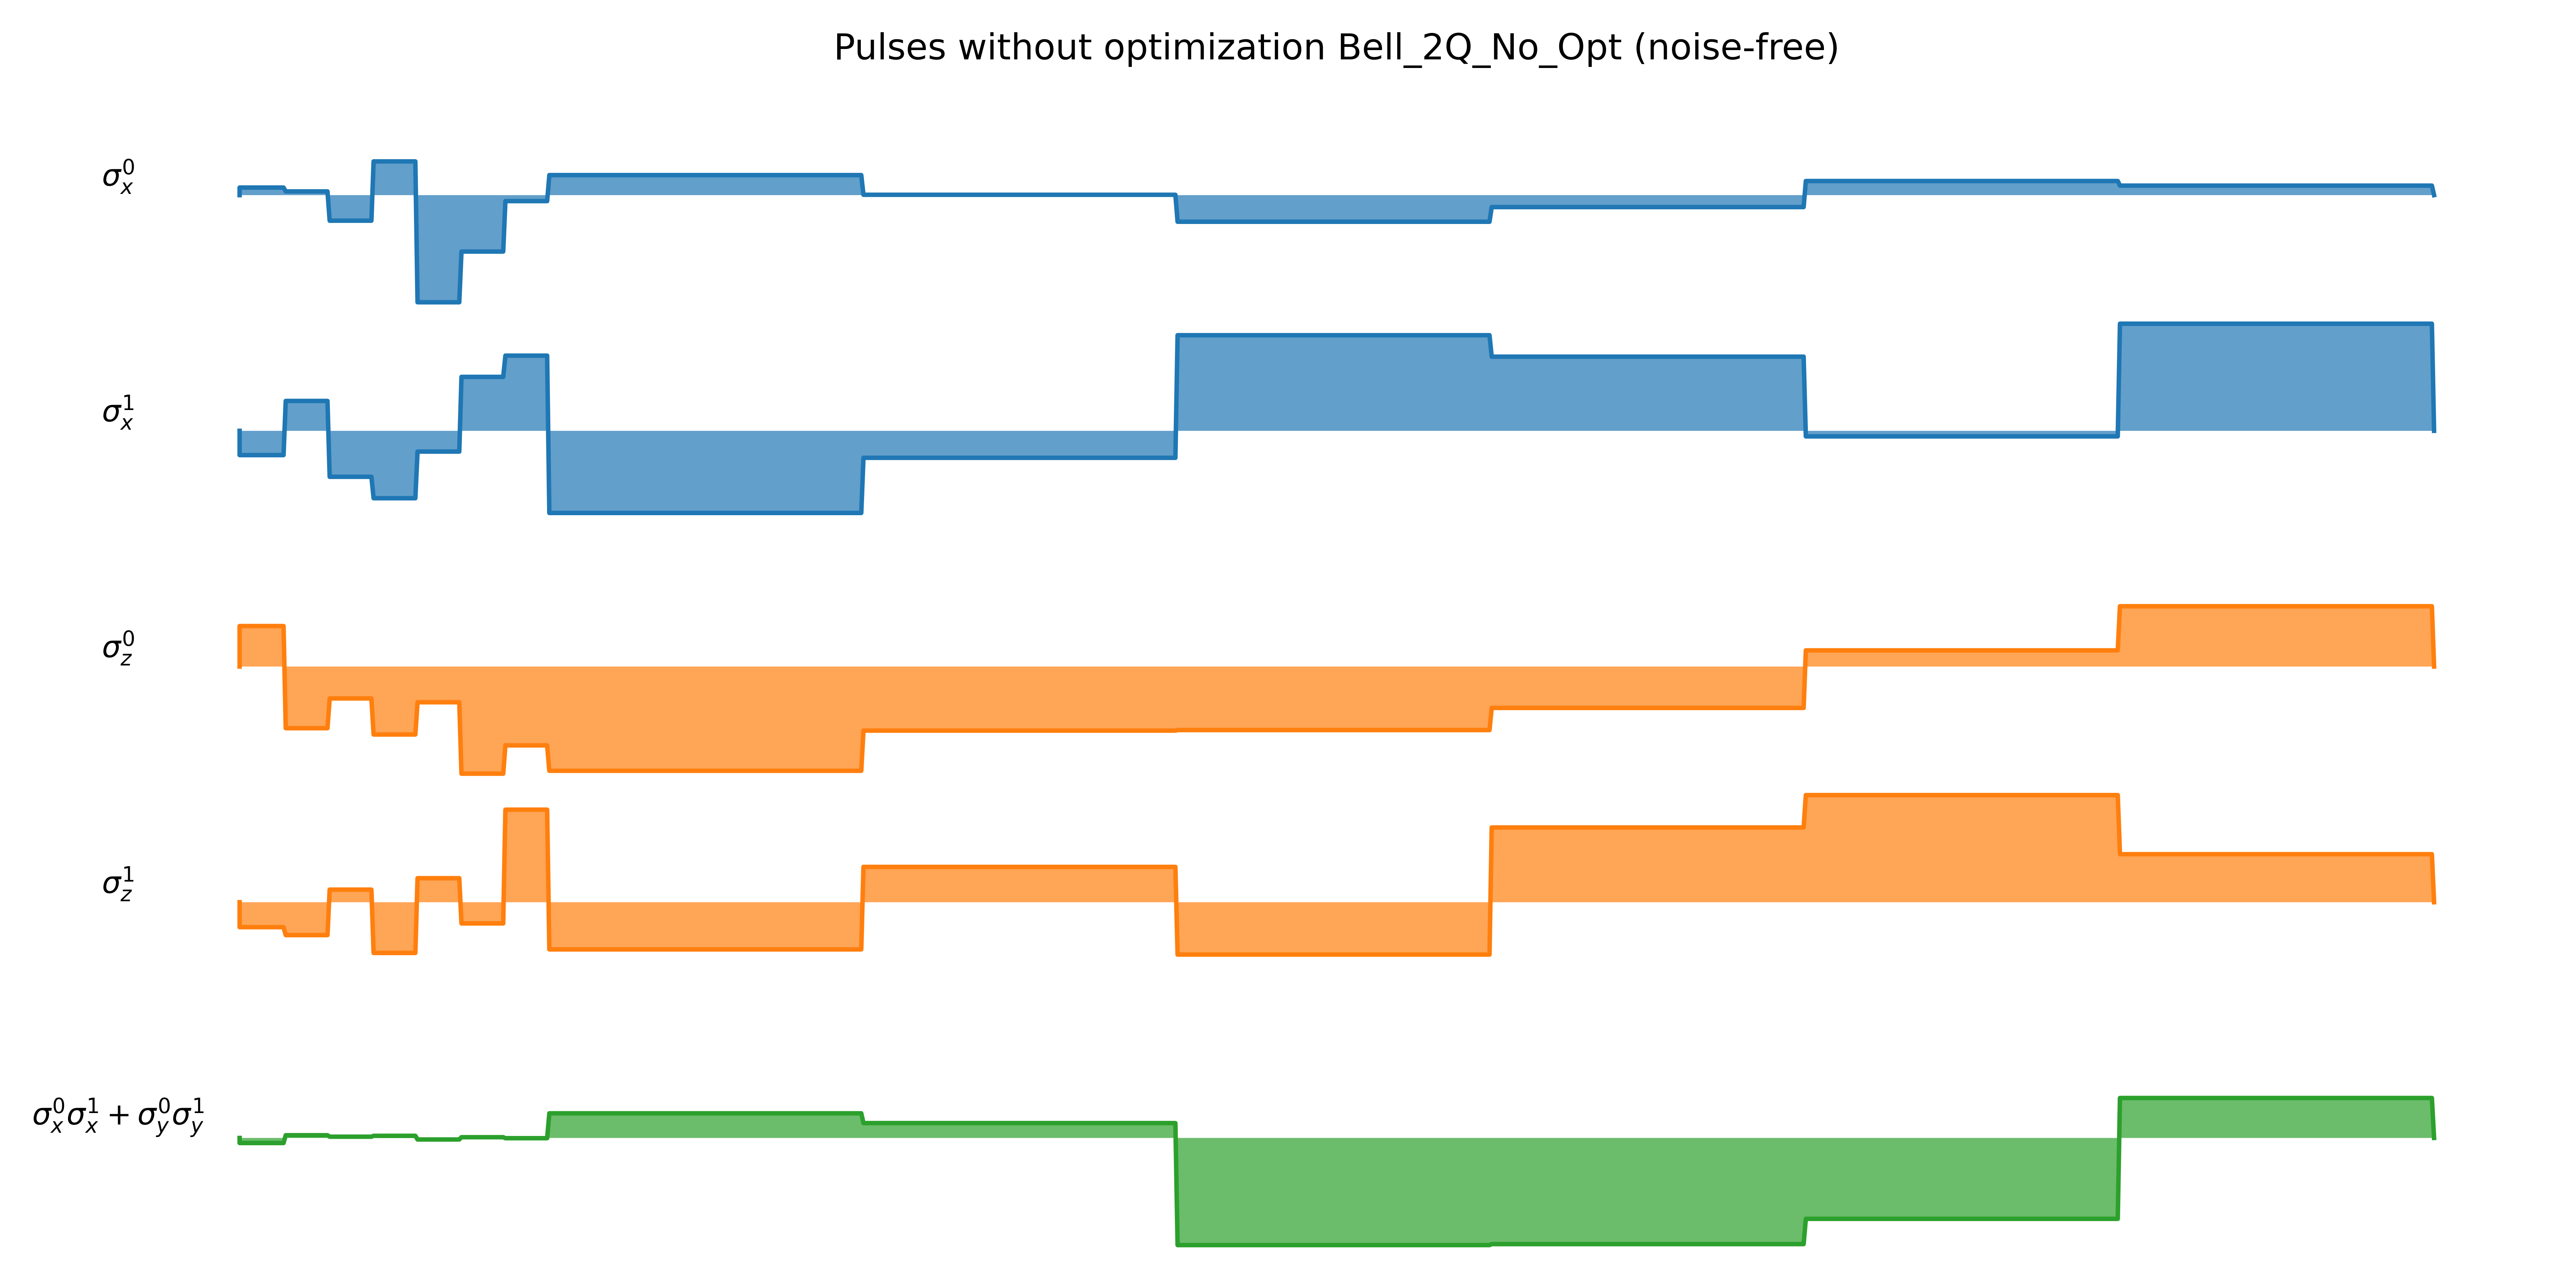 Pulses without optimization Bell_2Q_No_Opt (noise-free)
σ_x^0
σ_x^1
σ_z^0
σ_z^1
σ_x^0σ_x^1 + σ_y^0σ_y^1